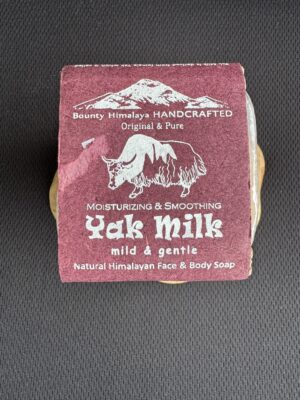 Bounty Himalaya HANDCRAFTED
Original & Pure
MOISTURIZING & SMOOTHING
Yak Milk
mild & gentle
Natural Himalayan Face & Body Soap